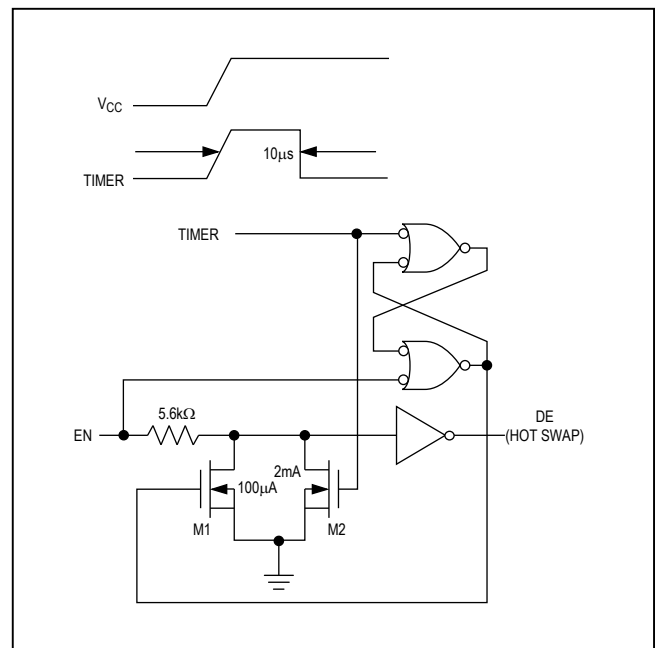 VCC
10μs
TIMER
TIMER
5.6kΩ
EN
DE
(HOT SWAP)
2mA
100μA
M1
M2